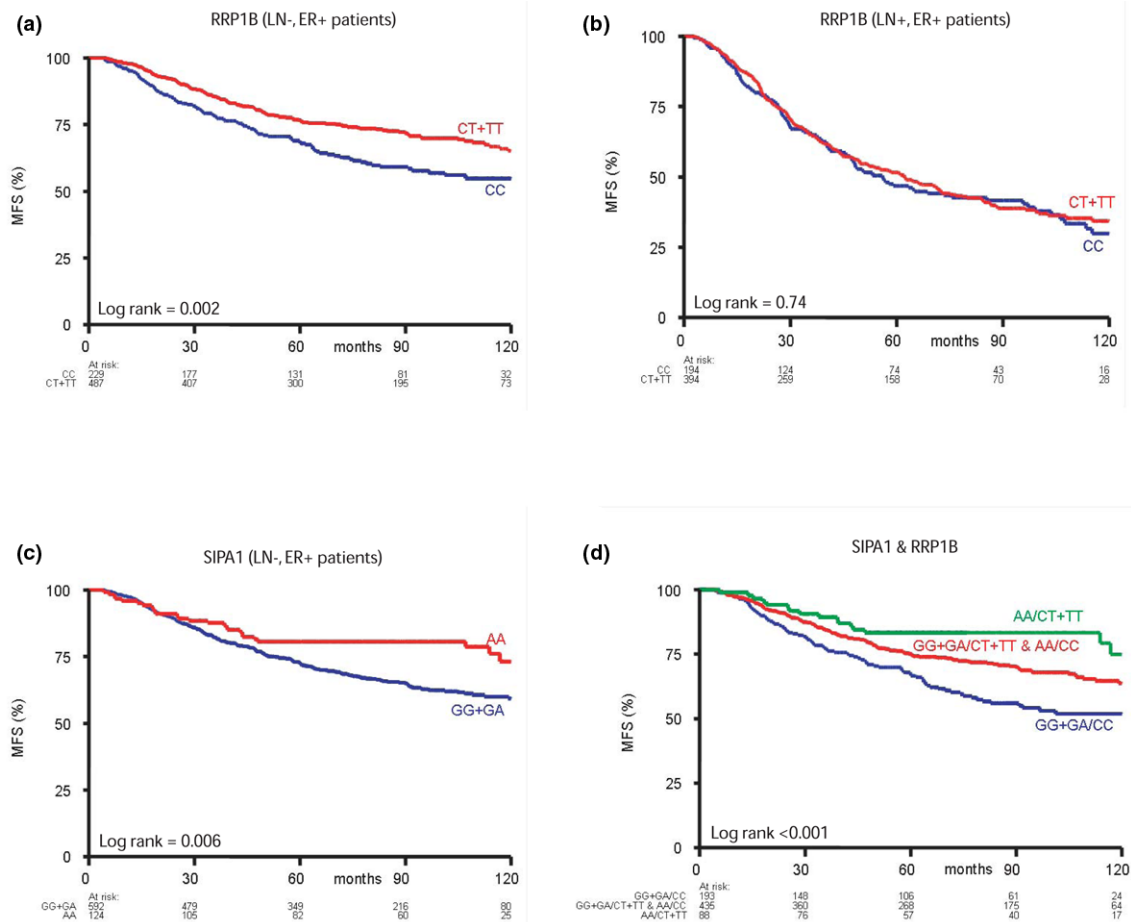 (a)
RRP1B (LN-, ER+ patients)
100
75
50
25
0
MFS (%)
CT+TT
CC
Log rank = 0.002
0 30 60 months 90 120
At risk:
CC 229 177 131 81 32
CT+TT 487 407 300 195 73
(b)
RRP1B (LN+, ER+ patients)
100
75
50
25
0
MFS (%)
CT+TT
CC
Log rank = 0.74
0 30 60 months 90 120
At risk:
CC 194 124 74 43 16
CT+TT 394 259 158 70 28
(c)
SIPA1 (LN-, ER+ patients)
100
75
50
25
0
MFS (%)
AA
GG+GA
Log rank = 0.006
0 30 60 months 90 120
At risk:
GG+GA 592 479 349 216 80
AA 124 105 82 60 25
(d)
SIPA1 & RRP1B
100
75
50
25
0
MFS (%)
AA/CT+TT
GG+GA/CT+TT & AA/CC
GG+GA/CC
Log rank <0.001
0 30 60 months 90 120
At risk:
GG+GA/CC 193 148 106 61 24
GG+GA/CT+TT & AA/CC 435 360 268 175 64
AA/CT+TT 88 76 57 40 17